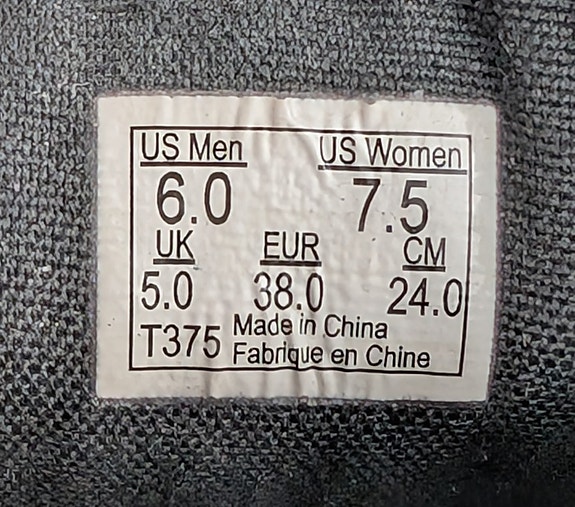 US Men US Women
6.0 7.5
UK EUR CM
5.0 38.0 24.0
T375 Made in China
Fabrique en Chine